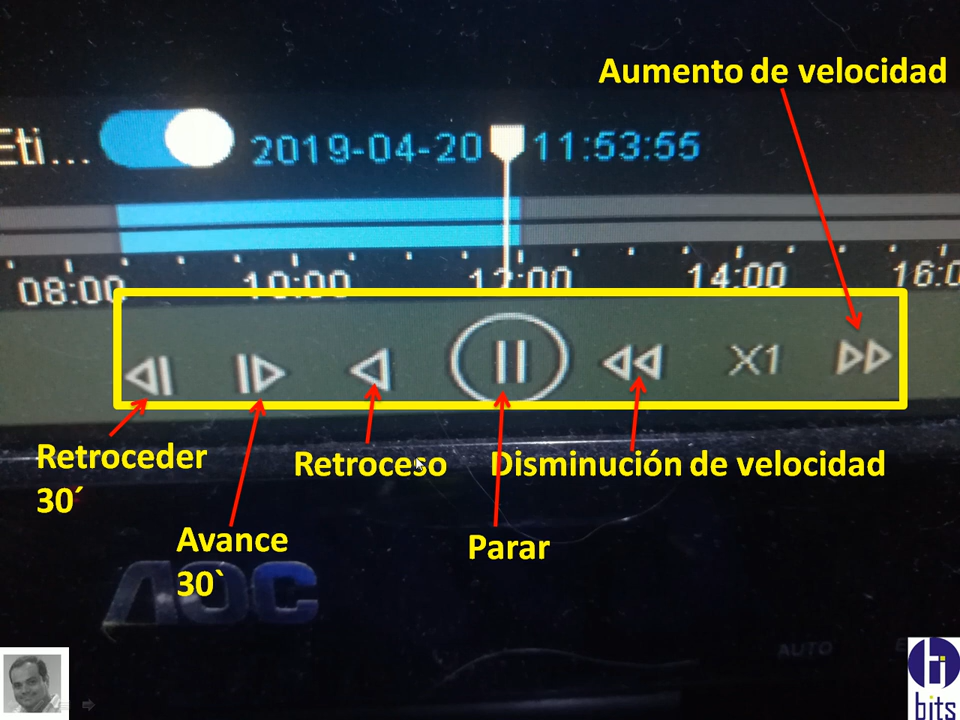 Aumento de velocidad
Eti... 2019-04-20 11:53:55
08:00 10:00 12:00 14:00 16:0
X1
Retroceder
30´
Retroceso
Disminución de velocidad
Avance
30`
Parar
AOC
AUTO
bits